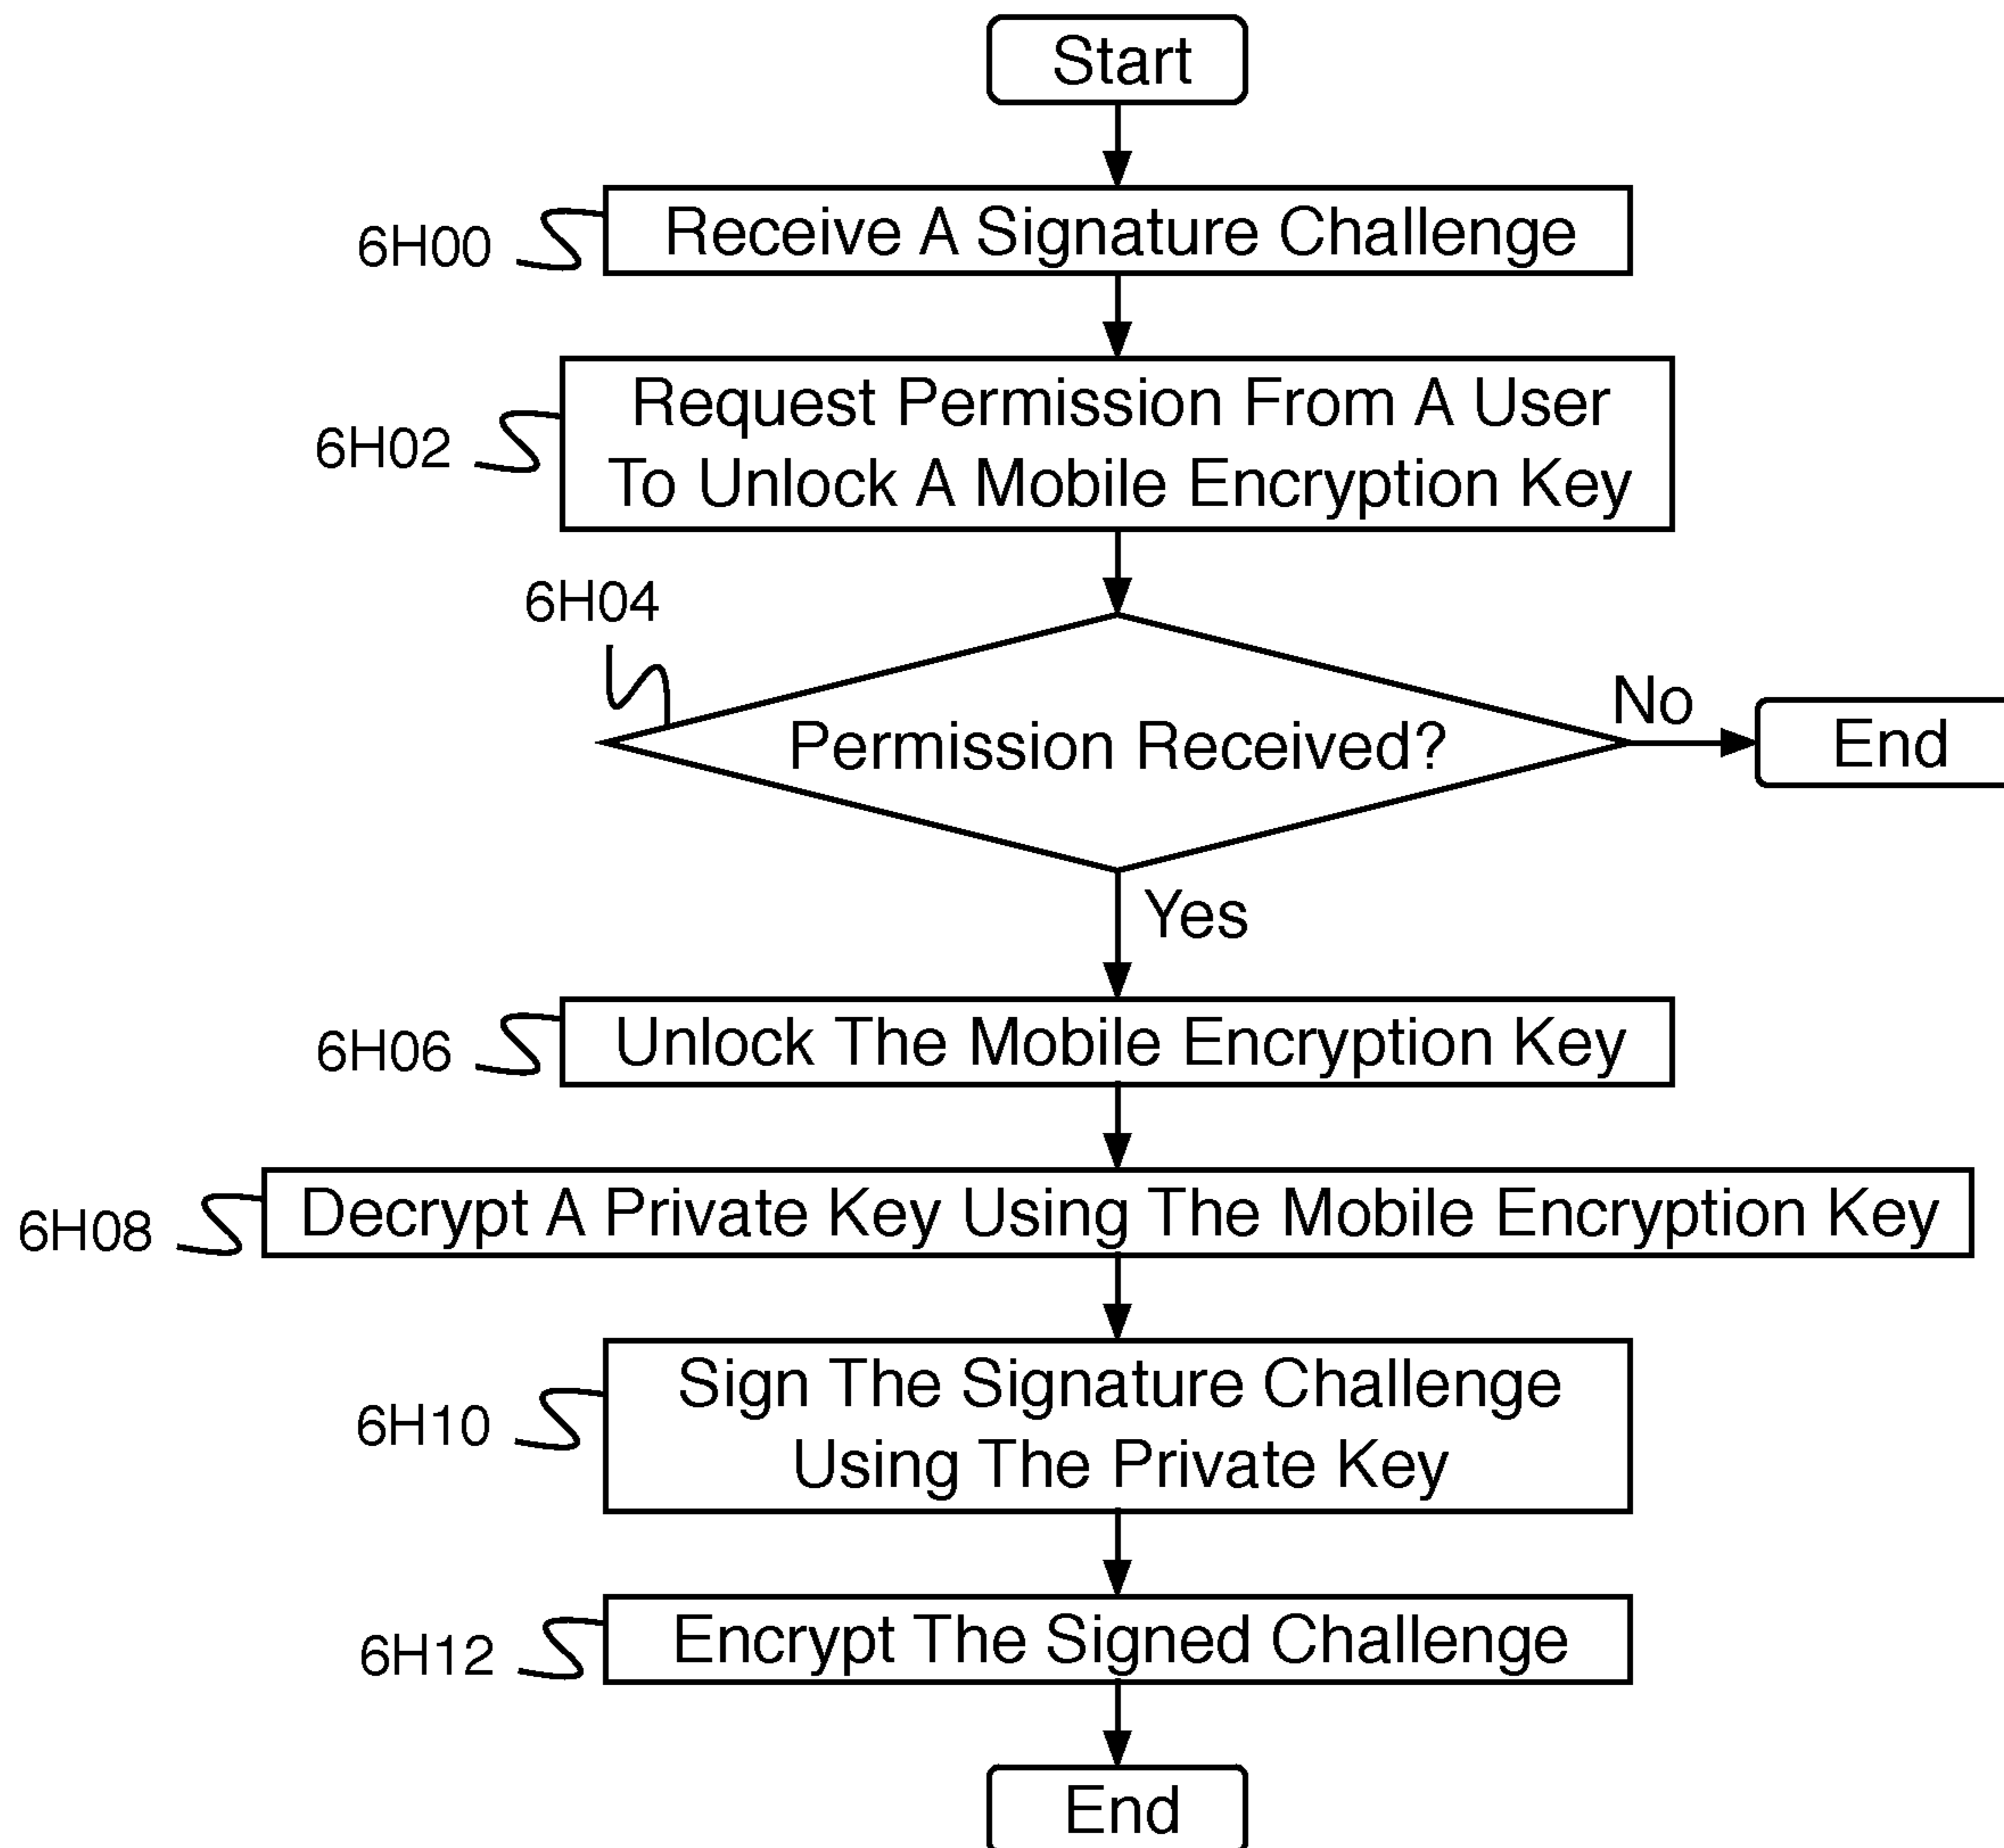 Start
6H00
Receive A Signature Challenge
6H02
Request Permission From A User
To Unlock A Mobile Encryption Key
6H04
Permission Received?
No
End
Yes
6H06
Unlock The Mobile Encryption Key
6H08
Decrypt A Private Key Using The Mobile Encryption Key
6H10
Sign The Signature Challenge
Using The Private Key
6H12
Encrypt The Signed Challenge
End